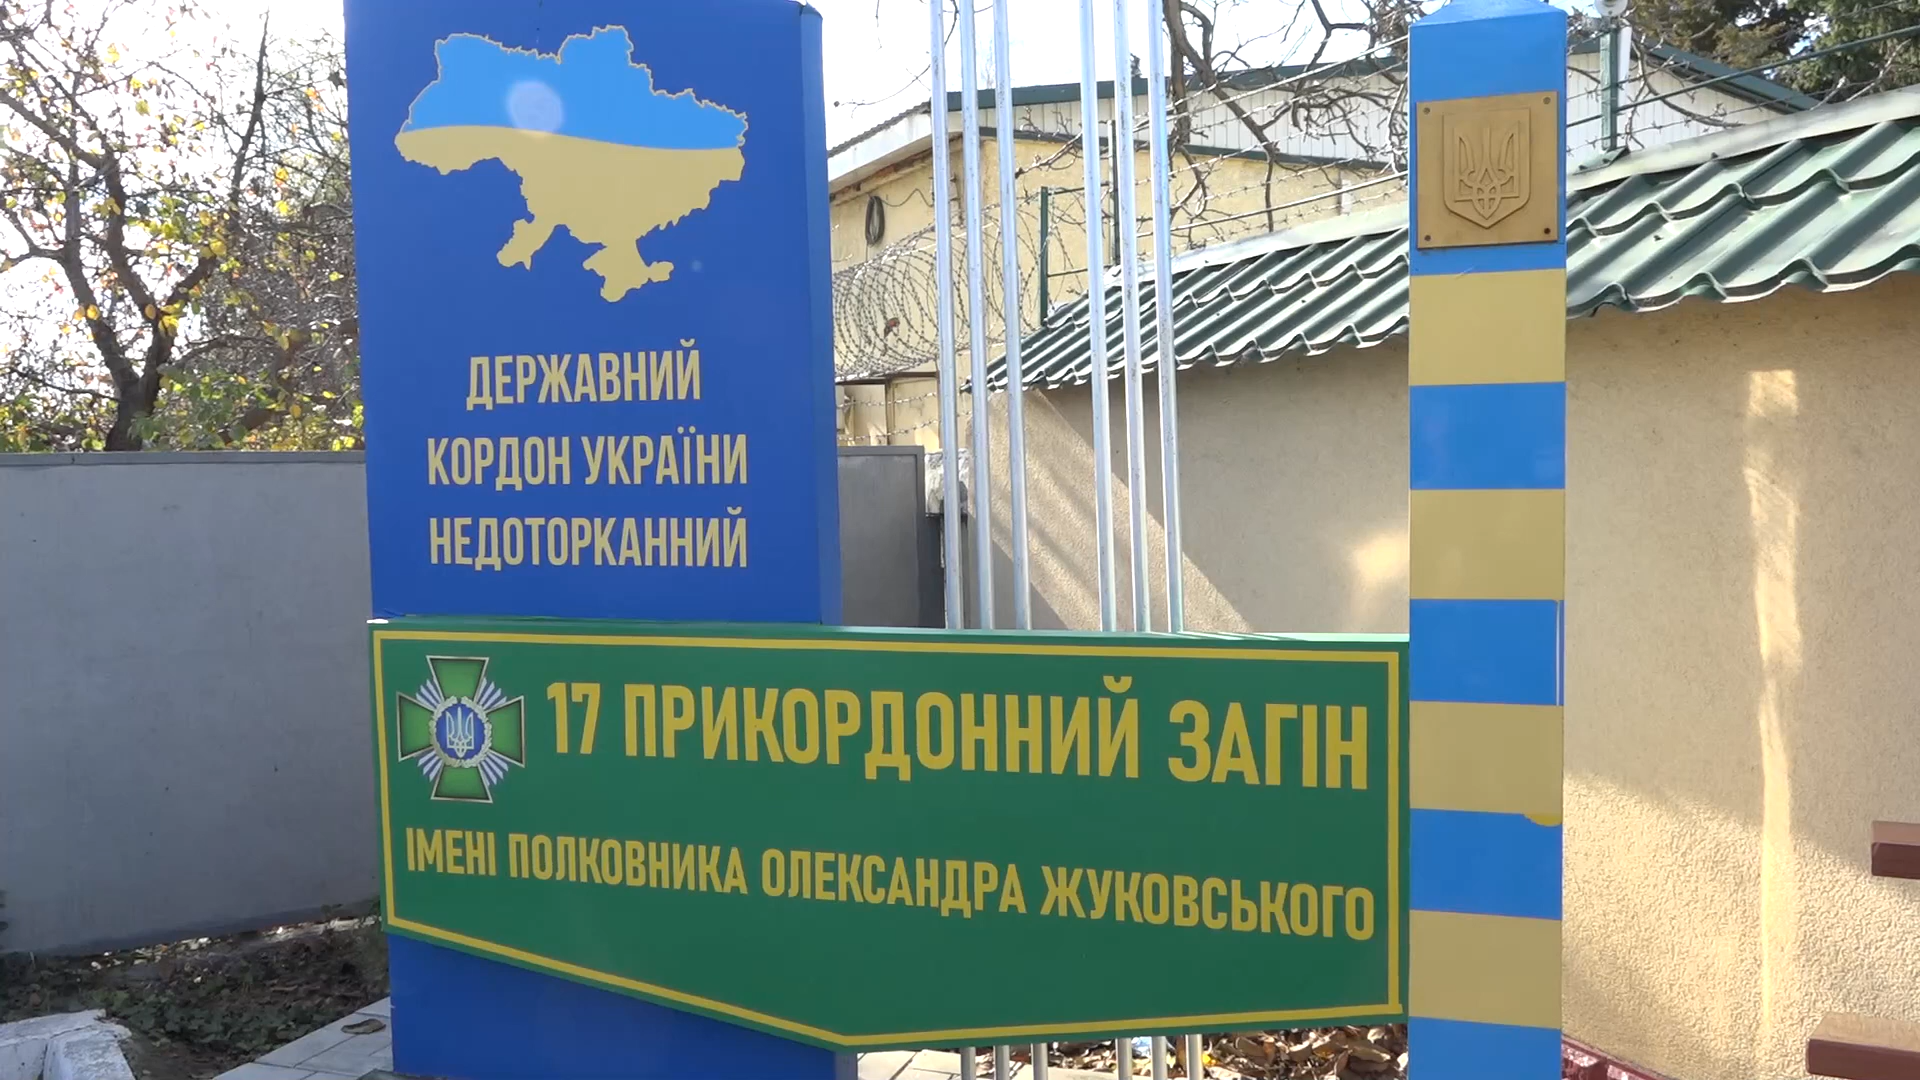 ДЕРЖАВНИЙ
КОРДОН УКРАЇНИ
НЕДОТОРКАННИЙ
17 ПРИКОРДОННИЙ ЗАГІН
ІМЕНІ ПОЛКОВНИКА ОЛЕКСАНДРА ЖУКОВСЬКОГО